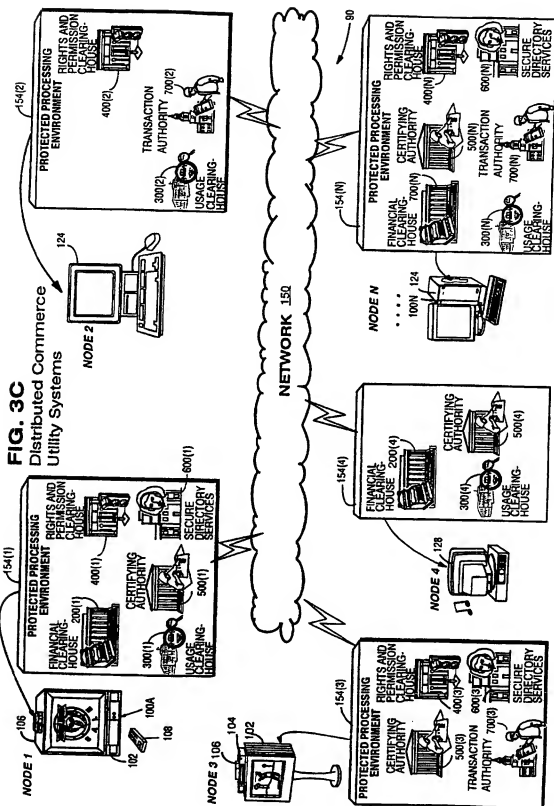 FIG. 3C
Distributed Commerce
Utility Systems
NODE 1
106
100A
102
108
154(1)
PROTECTED PROCESSING
ENVIRONMENT
FINANCIAL
CLEARING-
HOUSE
200(1)
RIGHTS AND
PERMISSION
CLEARING-
HOUSE
400(1)
300(1)
USAGE
CLEARING-
HOUSE
CERTIFYING
AUTHORITY
500(1)
600(1)
SECURE
DIRECTORY
SERVICES
NODE 2
124
154(2)
PROTECTED PROCESSING
ENVIRONMENT
RIGHTS AND
PERMISSION
CLEARING-
HOUSE
400(2)
300(2)
USAGE
CLEARING-
HOUSE
TRANSACTION
AUTHORITY
700(2)
NETWORK 150
90
NODE 3
106
104
102
154(3)
PROTECTED PROCESSING
ENVIRONMENT
CERTIFYING
AUTHORITY
500(3)
RIGHTS AND
PERMISSION
CLEARING-
HOUSE
400(3)
600(3)
SECURE
DIRECTORY
SERVICES
TRANSACTION
AUTHORITY
700(3)
NODE 4
128
154(4)
FINANCIAL
CLEARING-
HOUSE
200(4)
CERTIFYING
AUTHORITY
500(4)
300(4)
USAGE
CLEARING-
HOUSE
NODE N
100N
124
154(N)
PROTECTED PROCESSING
ENVIRONMENT
FINANCIAL
CLEARING-
HOUSE
700(N)
CERTIFYING
AUTHORITY
500(N)
RIGHTS AND
PERMISSION
CLEARING-
HOUSE
400(N)
300(N)
USAGE
CLEARING-
HOUSE
TRANSACTION
AUTHORITY
700(N)
600(N)
SECURE
DIRECTORY
SERVICES